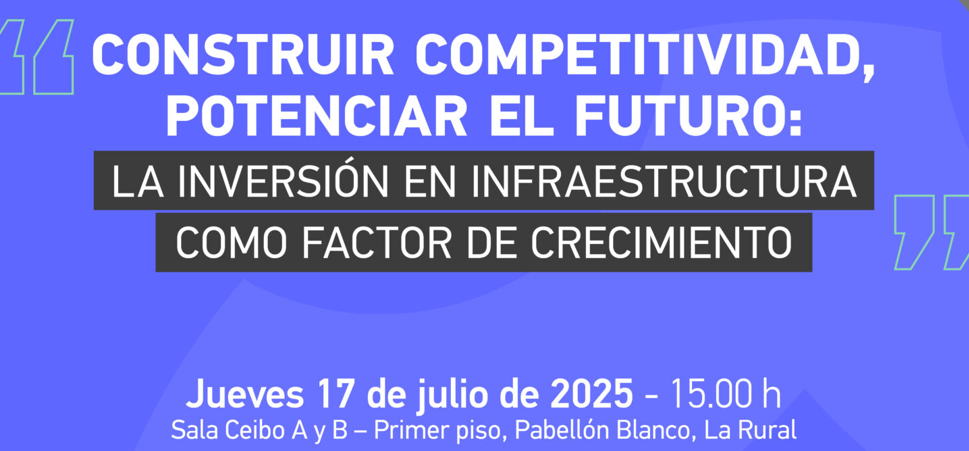 CONSTRUIR COMPETITIVIDAD,
POTENCIAR EL FUTURO:
LA INVERSIÓN EN INFRAESTRUCTURA
COMO FACTOR DE CRECIMIENTO
Jueves 17 de julio de 2025 - 15.00 h
Sala Ceibo A y B – Primer piso, Pabellón Blanco, La Rural